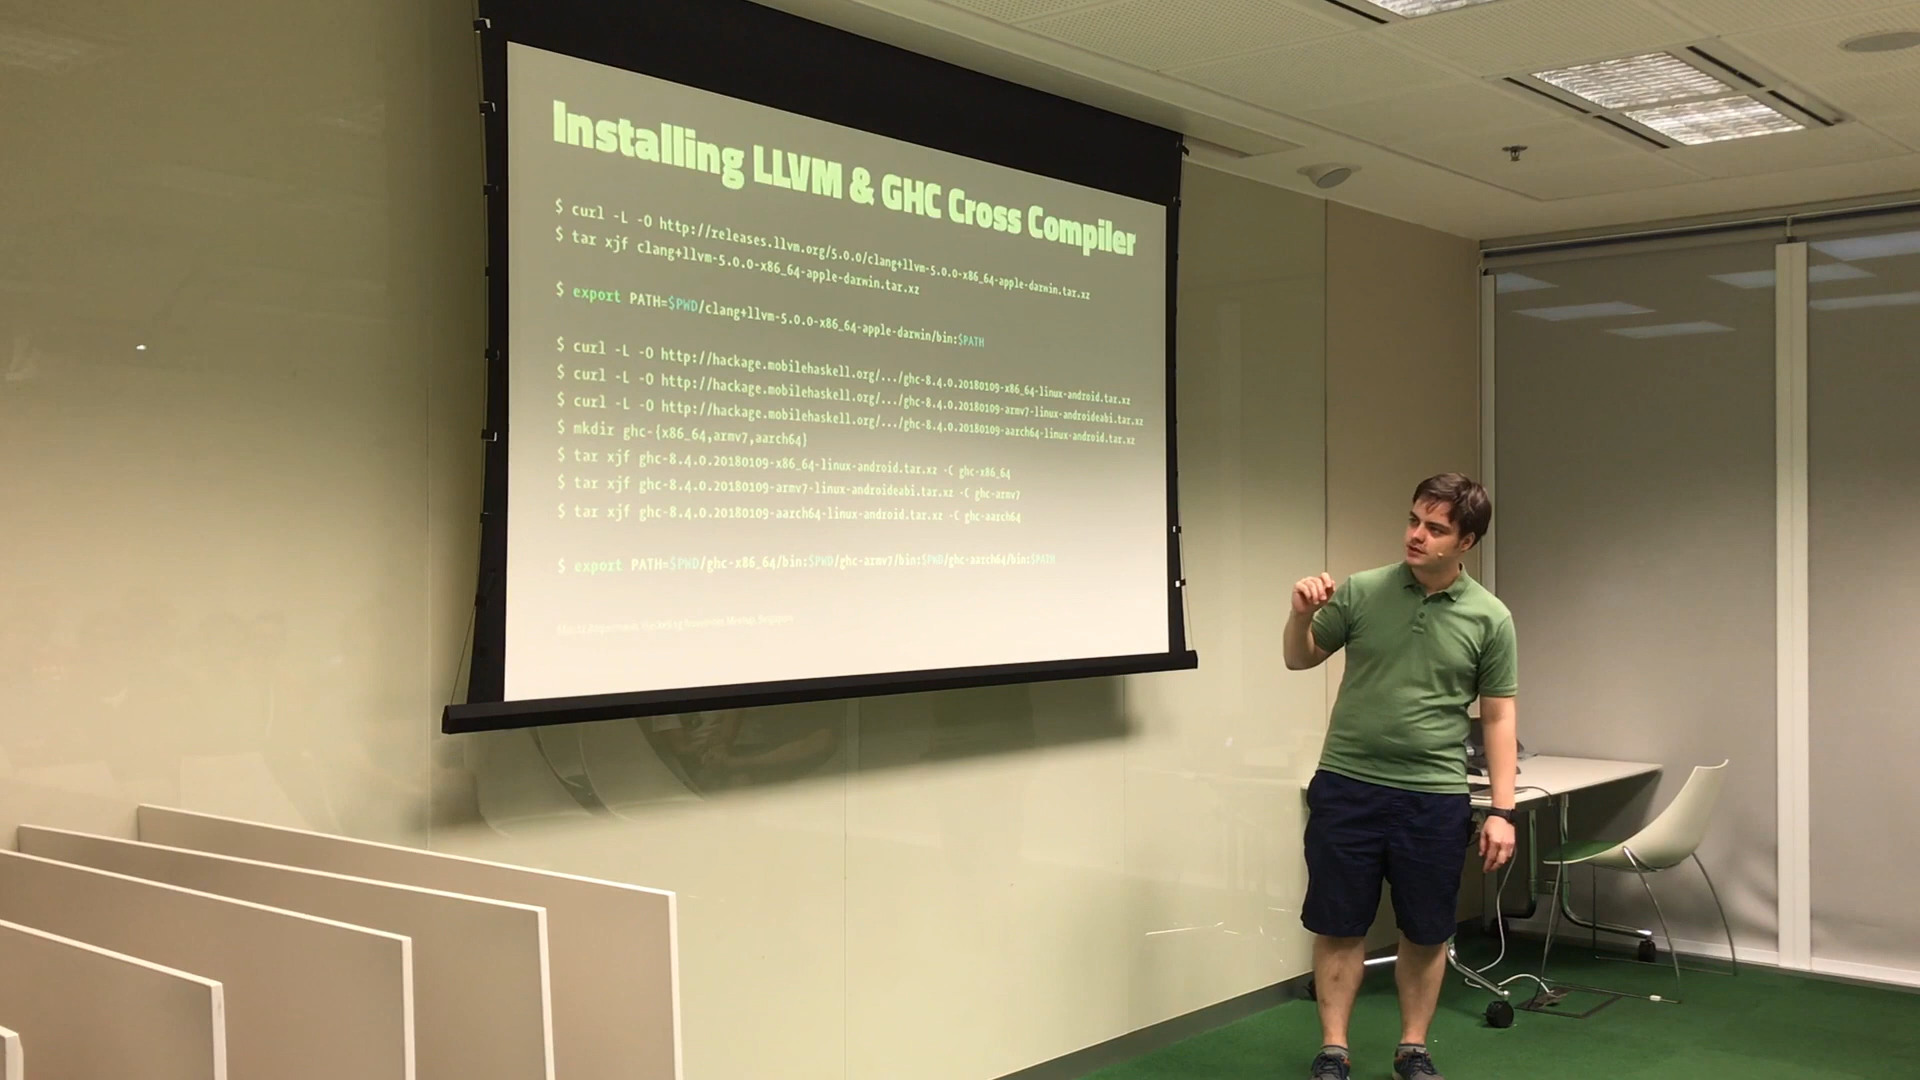 Installing LLVM & GHC Cross Compiler
$ curl -L -O http://releases.llvm.org/5.0.0/clang+llvm-5.0.0-x86_64-apple-darwin.tar.xz
$ tar xjf clang+llvm-5.0.0-x86_64-apple-darwin.tar.xz
$ export PATH=$PWD/clang+llvm-5.0.0-x86_64-apple-darwin/bin:$PATH
$ curl -L -O http://hackage.mobilehaskell.org/.../ghc-8.4.0.20180109-x86_64-linux-android.tar.xz
$ curl -L -O http://hackage.mobilehaskell.org/.../ghc-8.4.0.20180109-armv7-linux-androideabi.tar.xz
$ curl -L -O http://hackage.mobilehaskell.org/.../ghc-8.4.0.20180109-aarch64-linux-android.tar.xz
$ mkdir ghc-{x86_64,armv7,aarch64}
$ tar xjf ghc-8.4.0.20180109-x86_64-linux-android.tar.xz -C ghc-x86_64
$ tar xjf ghc-8.4.0.20180109-armv7-linux-androideabi.tar.xz -C ghc-armv7
$ tar xjf ghc-8.4.0.20180109-aarch64-linux-android.tar.xz -C ghc-aarch64
$ export PATH=$PWD/ghc-x86_64/bin:$PWD/ghc-armv7/bin:$PWD/ghc-aarch64/bin:$PATH
Meetup, Singapore